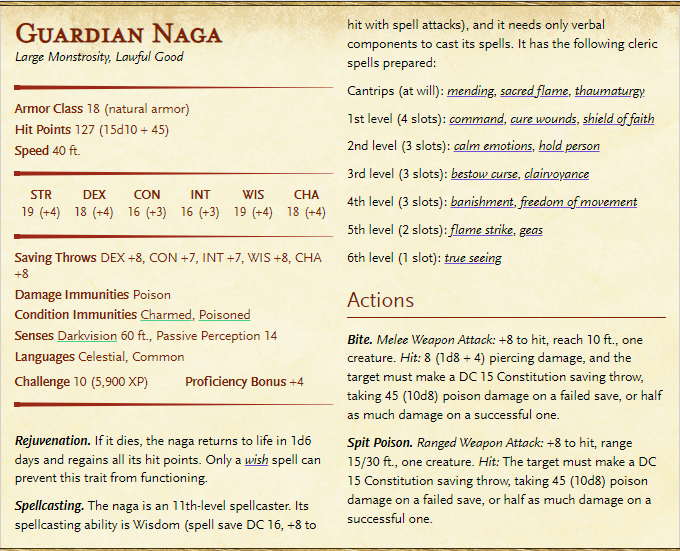 Guardian Naga
Large Monstrosity, Lawful Good
Armor Class 18 (natural armor)
Hit Points 127 (15d10 + 45)
Speed 40 ft.
STR DEX CON INT WIS CHA
19 (+4) 18 (+4) 16 (+3) 16 (+3) 19 (+4) 18 (+4)
Saving Throws DEX +8, CON +7, INT +7, WIS +8, CHA
+8
Damage Immunities Poison
Condition Immunities Charmed, Poisoned
Senses Darkvision 60 ft., Passive Perception 14
Languages Celestial, Common
Challenge 10 (5,900 XP) Proficiency Bonus +4
Rejuvenation. If it dies, the naga returns to life in 1d6
days and regains all its hit points. Only a wish spell can
prevent this trait from functioning.
Spellcasting. The naga is an 11th-level spellcaster. Its
spellcasting ability is Wisdom (spell save DC 16, +8 to
hit with spell attacks), and it needs only verbal
components to cast its spells. It has the following cleric
spells prepared:
Cantrips (at will): mending, sacred flame, thaumaturgy
1st level (4 slots): command, cure wounds, shield of faith
2nd level (3 slots): calm emotions, hold person
3rd level (3 slots): bestow curse, clairvoyance
4th level (3 slots): banishment, freedom of movement
5th level (2 slots): flame strike, geas
6th level (1 slot): true seeing
Actions
Bite. Melee Weapon Attack: +8 to hit, reach 10 ft., one
creature. Hit: 8 (1d8 + 4) piercing damage, and the
target must make a DC 15 Constitution saving throw,
taking 45 (10d8) poison damage on a failed save, or half
as much damage on a successful one.
Spit Poison. Ranged Weapon Attack: +8 to hit, range
15/30 ft., one creature. Hit: The target must make a DC
15 Constitution saving throw, taking 45 (10d8) poison
damage on a failed save, or half as much damage on a
successful one.